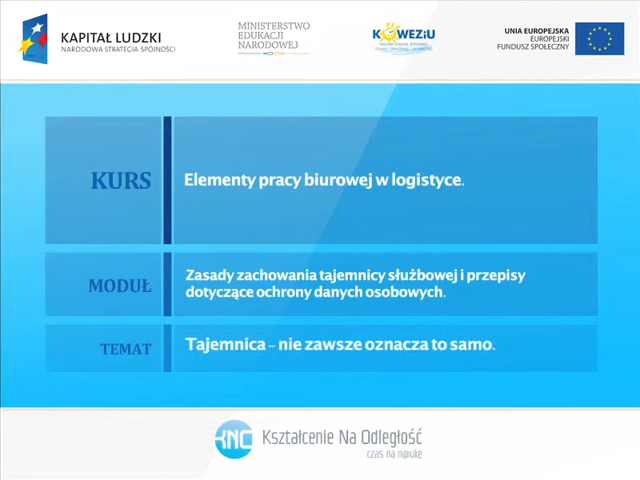 KAPITAŁ LUDZKI
NARODOWA STRATEGIA SPÓJNOŚCI
MINISTERSTWO
EDUKACJI
NARODOWEJ
KOWEZiU
UNIA EUROPEJSKA
EUROPEJSKI
FUNDUSZ SPOŁECZNY
KURS
Elementy pracy biurowej w logistyce.
MODUŁ
Zasady zachowania tajemnicy służbowej i przepisy
dotyczące ochrony danych osobowych.
TEMAT
Tajemnica – nie zawsze oznacza to samo.
KNO
Kształcenie Na Odległość
czas na n@ukę